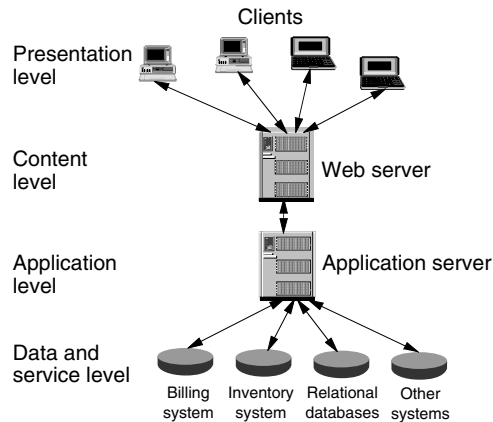 Clients
Presentation
level
Content
level
Web server
Application
level
Application server
Data and
service level
Billing
system
Inventory
system
Relational
databases
Other
systems